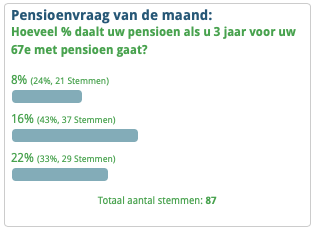 Pensioenvraag van de maand:
Hoeveel % daalt uw pensioen als u 3 jaar voor uw
67e met pensioen gaat?
8% (24%, 21 Stemmen)
16% (43%, 37 Stemmen)
22% (33%, 29 Stemmen)
Totaal aantal stemmen: 87